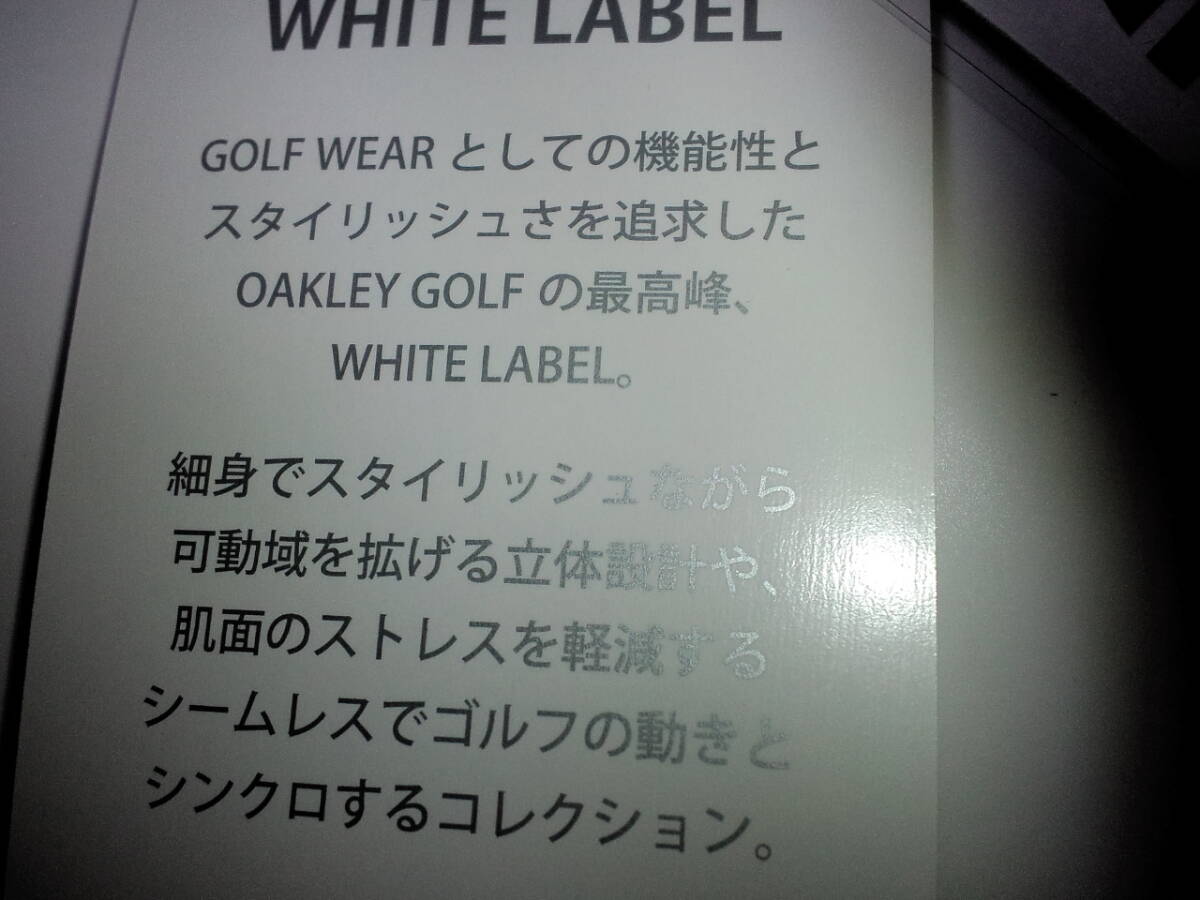 WHITE LABEL
GOLF WEAR としての機能性と
スタイリッシュさを追求した
OAKLEY GOLF の最高峰、
WHITE LABEL。
細身でスタイリッシュながら
可動域を拡げる立体設計や、
肌面のストレスを軽減する
シームレスでゴルフの動きと
シンクロするコレクション。